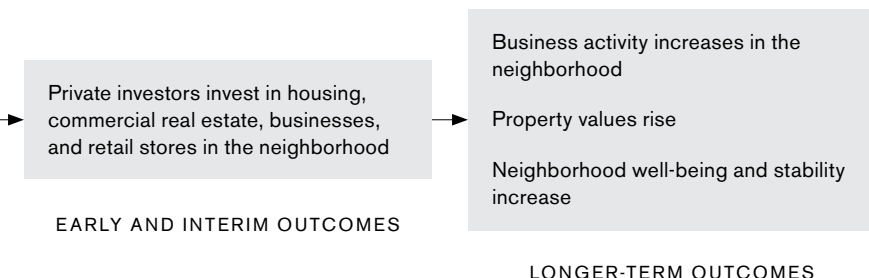 Private investors invest in housing,
commercial real estate, businesses,
and retail stores in the neighborhood
EARLY AND INTERIM OUTCOMES
Business activity increases in the
neighborhood
Property values rise
Neighborhood well-being and stability
increase
LONGER-TERM OUTCOMES